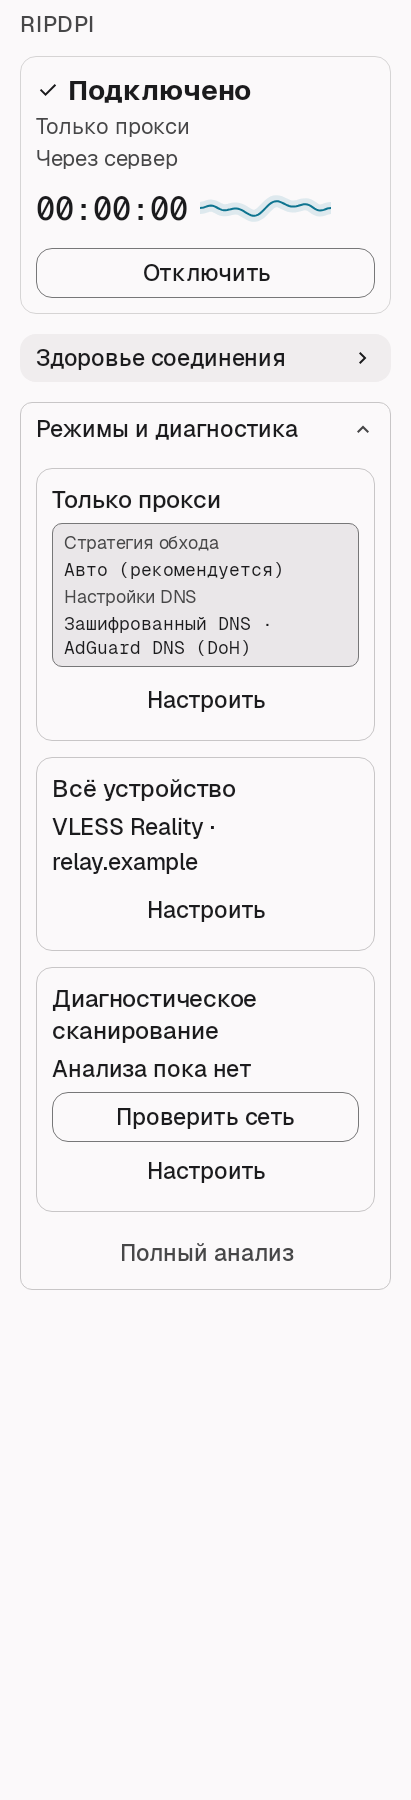 RIPDPI
Подключено
Только прокси
Через сервер
00:00:00
Отключить
Здоровье соединения
Режимы и диагностика
Только прокси
Стратегия обхода
Авто (рекомендуется)
Настройки DNS
Зашифрованный DNS ·
AdGuard DNS (DoH)
Настроить
Всё устройство
VLESS Reality ·
relay.example
Настроить
Диагностическое
сканирование
Анализа пока нет
Проверить сеть
Настроить
Полный анализ